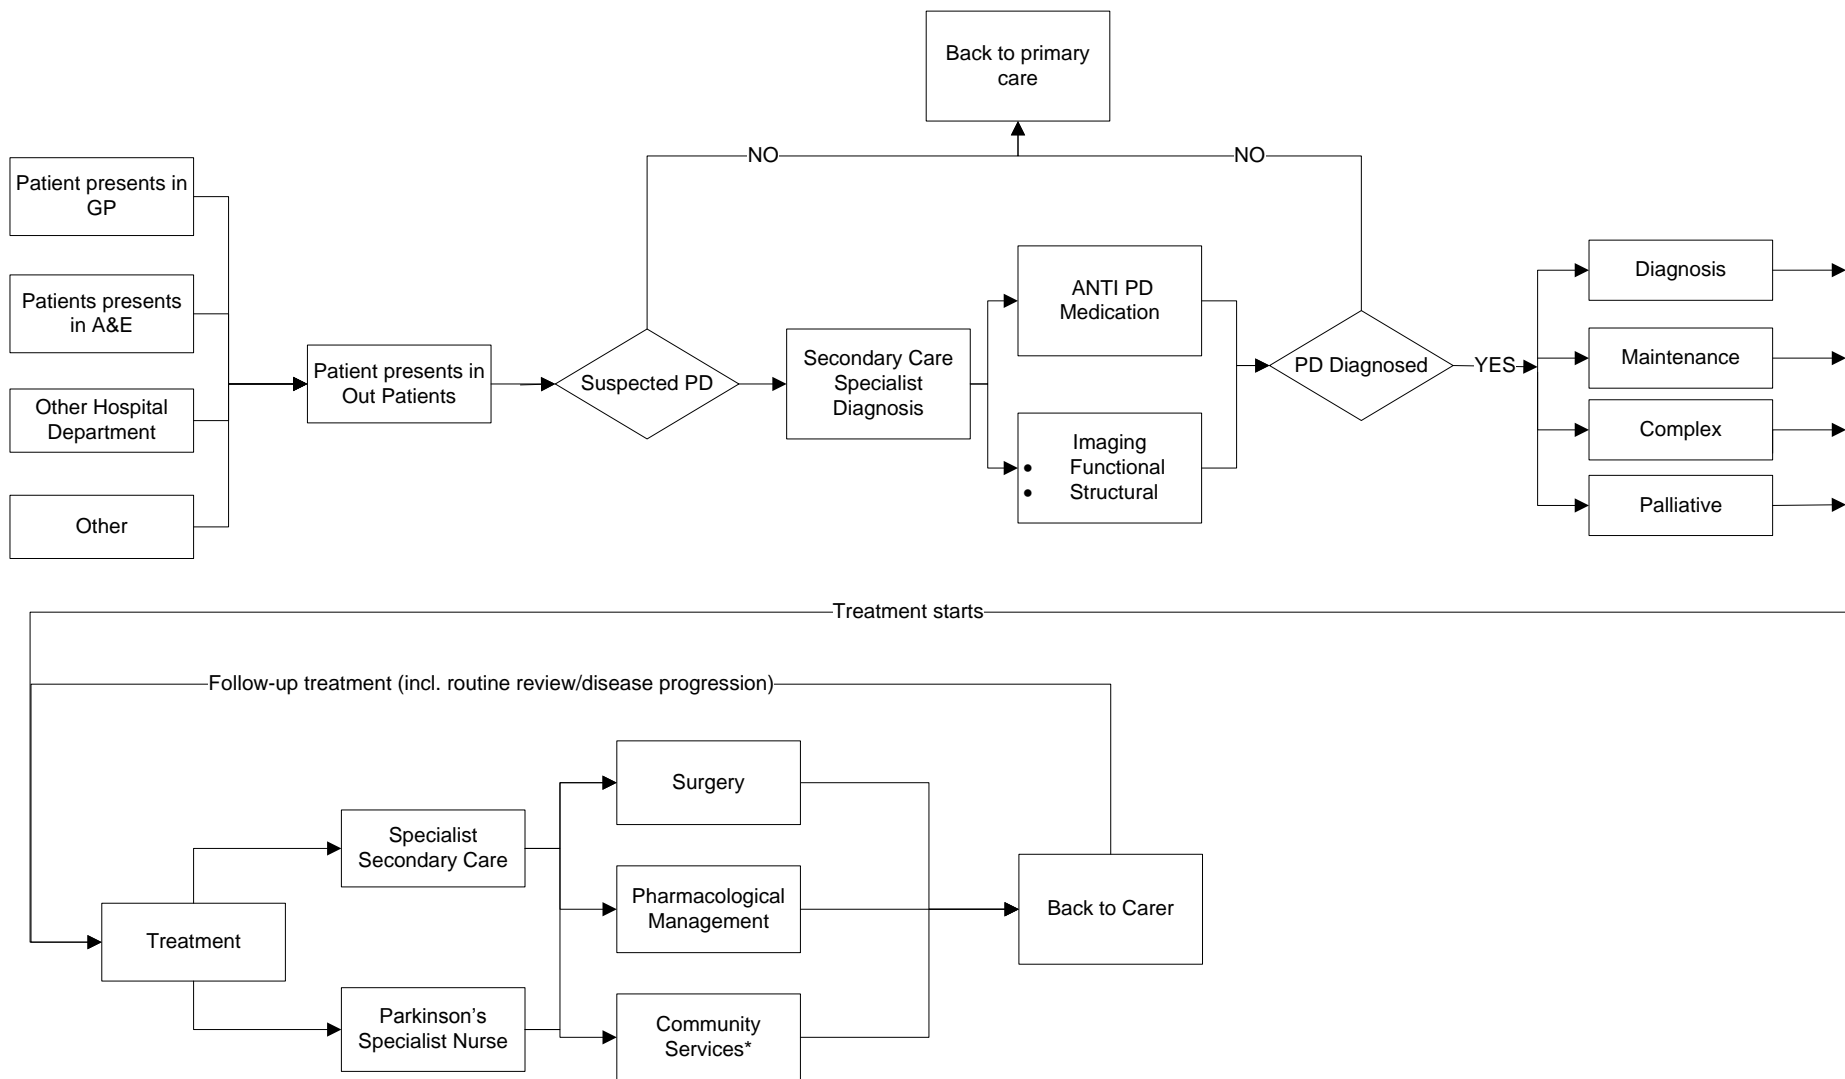 Back to primary
care
NO
NO
Patient presents in
GP
Patients presents
in A&E
Other Hospital
Department
Other
Patient presents in
Out Patients
Suspected PD
Secondary Care
Specialist
Diagnosis
ANTI PD
Medication
Imaging
• Functional
• Structural
PD Diagnosed
YES
Diagnosis
Maintenance
Complex
Palliative
Treatment starts
Follow-up treatment (incl. routine review/disease progression)
Treatment
Specialist
Secondary Care
Parkinson’s
Specialist Nurse
Surgery
Pharmacological
Management
Community
Services*
Back to Carer